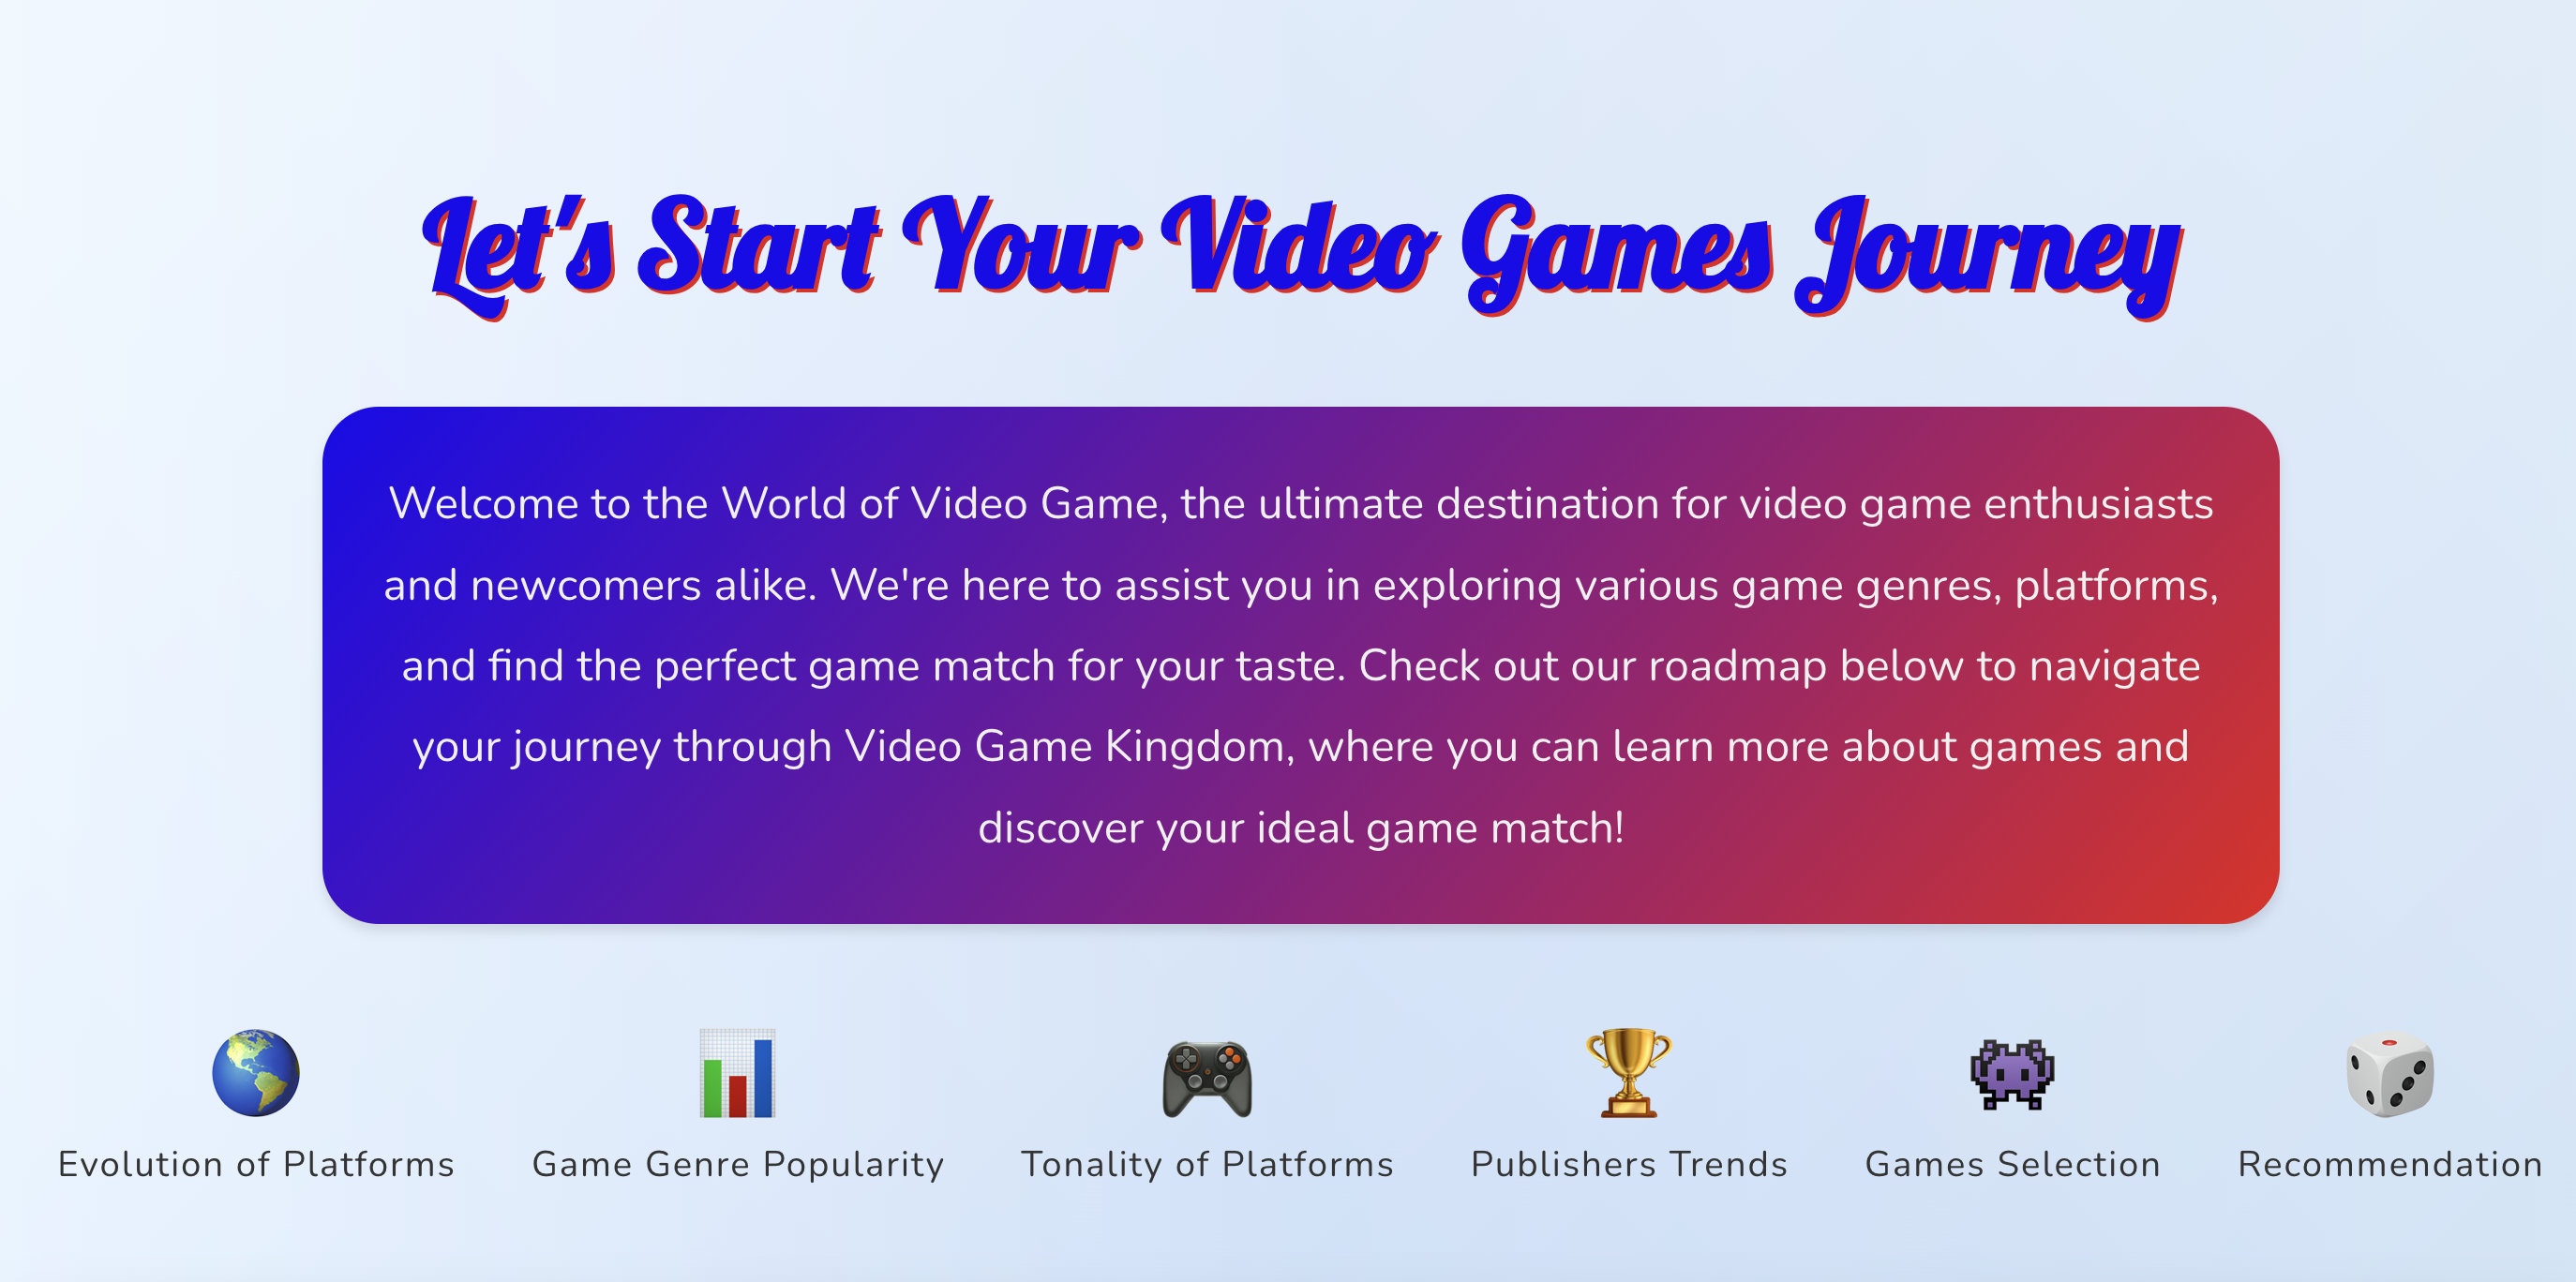 Let's Start Your Video Games Journey
Welcome to the World of Video Game, the ultimate destination for video game enthusiasts
and newcomers alike. We're here to assist you in exploring various game genres, platforms,
and find the perfect game match for your taste. Check out our roadmap below to navigate
your journey through Video Game Kingdom, where you can learn more about games and
discover your ideal game match!
Evolution of Platforms
Game Genre Popularity
Tonality of Platforms
Publishers Trends
Games Selection
Recommendation